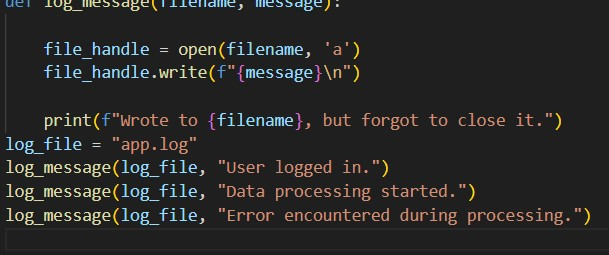 def log_message(filename, message):
file_handle = open(filename, 'a')
file_handle.write(f"{message}\n")
print(f"Wrote to {filename}, but forgot to close it.")
log_file = "app.log"
log_message(log_file, "User logged in.")
log_message(log_file, "Data processing started.")
log_message(log_file, "Error encountered during processing.")